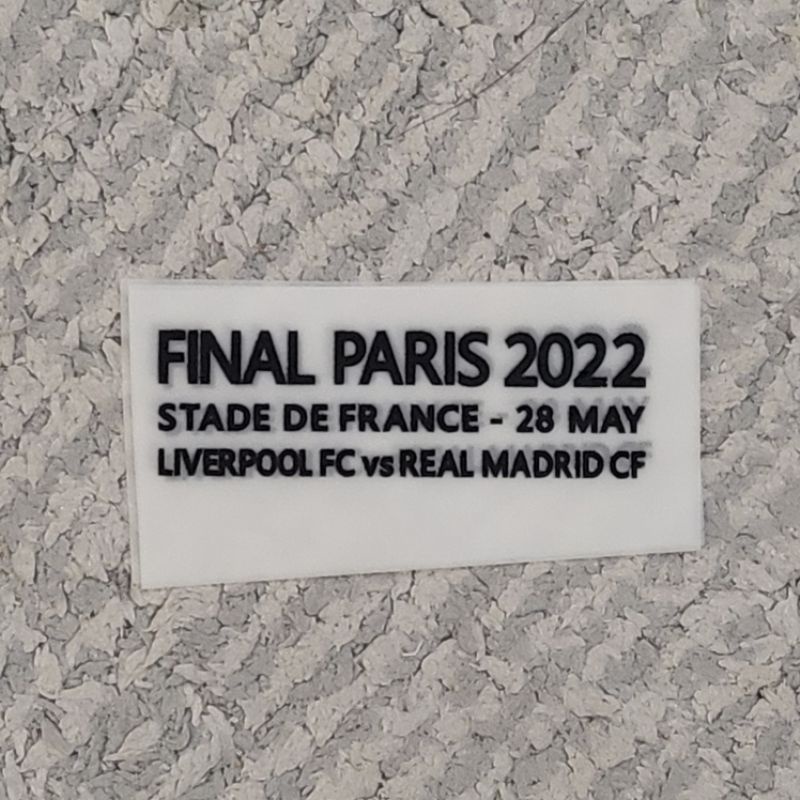 FINAL PARIS 2022
STADE DE FRANCE - 28 MAY
LIVERPOOL FC vs REAL MADRID CF